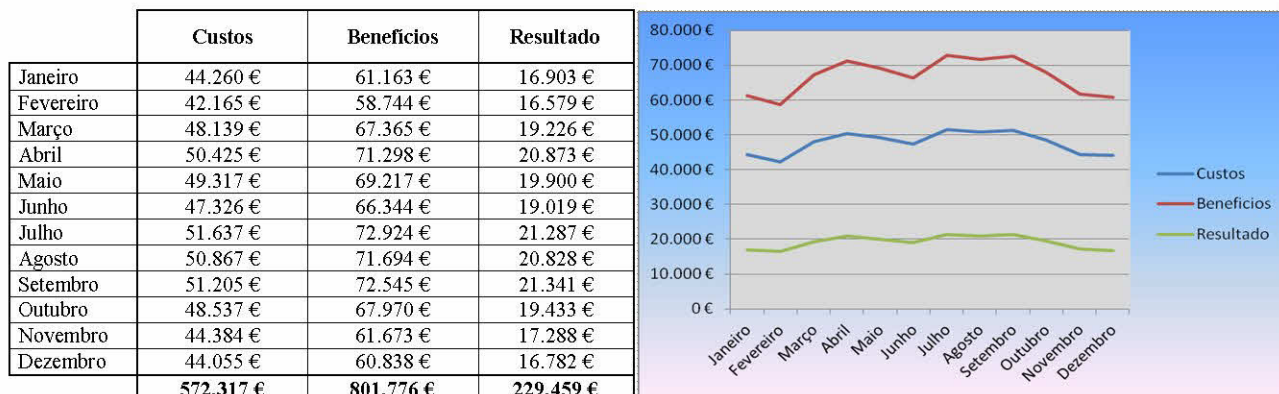 Custos Benefícios Resultado
Janeiro 44.260 € 61.163 € 16.903 €
Fevereiro 42.165 € 58.744 € 16.579 €
Março 48.139 € 67.365 € 19.226 €
Abril 50.425 € 71.298 € 20.873 €
Maio 49.317 € 69.217 € 19.900 €
Junho 47.326 € 66.344 € 19.019 €
Julho 51.637 € 72.924 € 21.287 €
Agosto 50.867 € 71.694 € 20.828 €
Setembro 51.205 € 72.545 € 21.341 €
Outubro 48.537 € 67.970 € 19.433 €
Novembro 44.384 € 61.673 € 17.288 €
Dezembro 44.055 € 60.838 € 16.782 €
572.317 € 801.776 € 229.459 €
80.000 €
70.000 €
60.000 €
50.000 €
40.000 €
30.000 €
20.000 €
10.000 €
0 €
Janeiro
Fevereiro
Março
Abril
Maio
Junho
Julho
Agosto
Setembro
Outubro
Novembro
Dezembro
Custos
Beneficios
Resultado